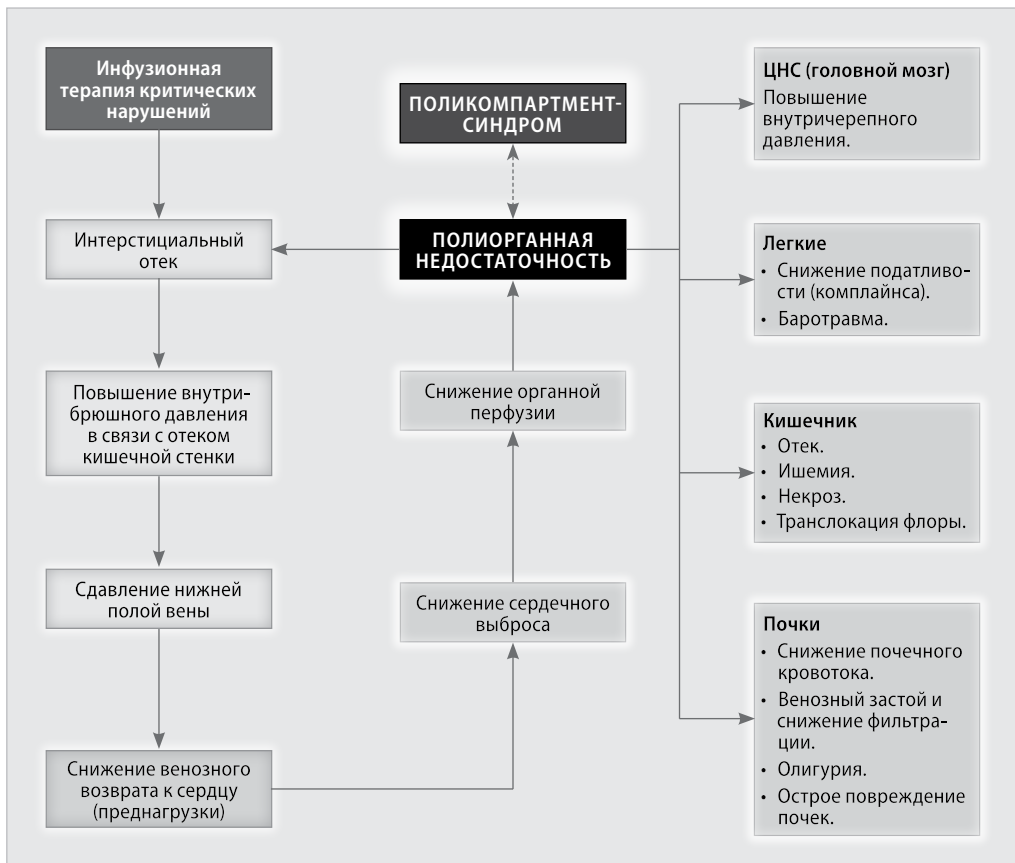 Инфузионная
терапия критических
нарушений
Интерстициальный
отек
Повышение внутри-
брюшного давления
в связи с отеком
кишечной стенки
Сдавление нижней
полой вены
Снижение венозного
возврата к сердцу
(преднагрузки)
ПОЛИКОМПАРТМЕНТ-
СИНДРОМ
ПОЛИОРГАННАЯ
НЕДОСТАТОЧНОСТЬ
Снижение органной
перфузии
Снижение сердечного
выброса
ЦНС (головной мозг)
Повышение
внутричерепного
давления.
Легкие
• Снижение податливо-
сти (комплайнса).
• Баротравма.
Кишечник
• Отек.
• Ишемия.
• Некроз.
• Транслокация флоры.
Почки
• Снижение почечного
кровотока.
• Венозный застой и
снижение фильтра-
ции.
• Олигурия.
• Острое повреждение
почек.